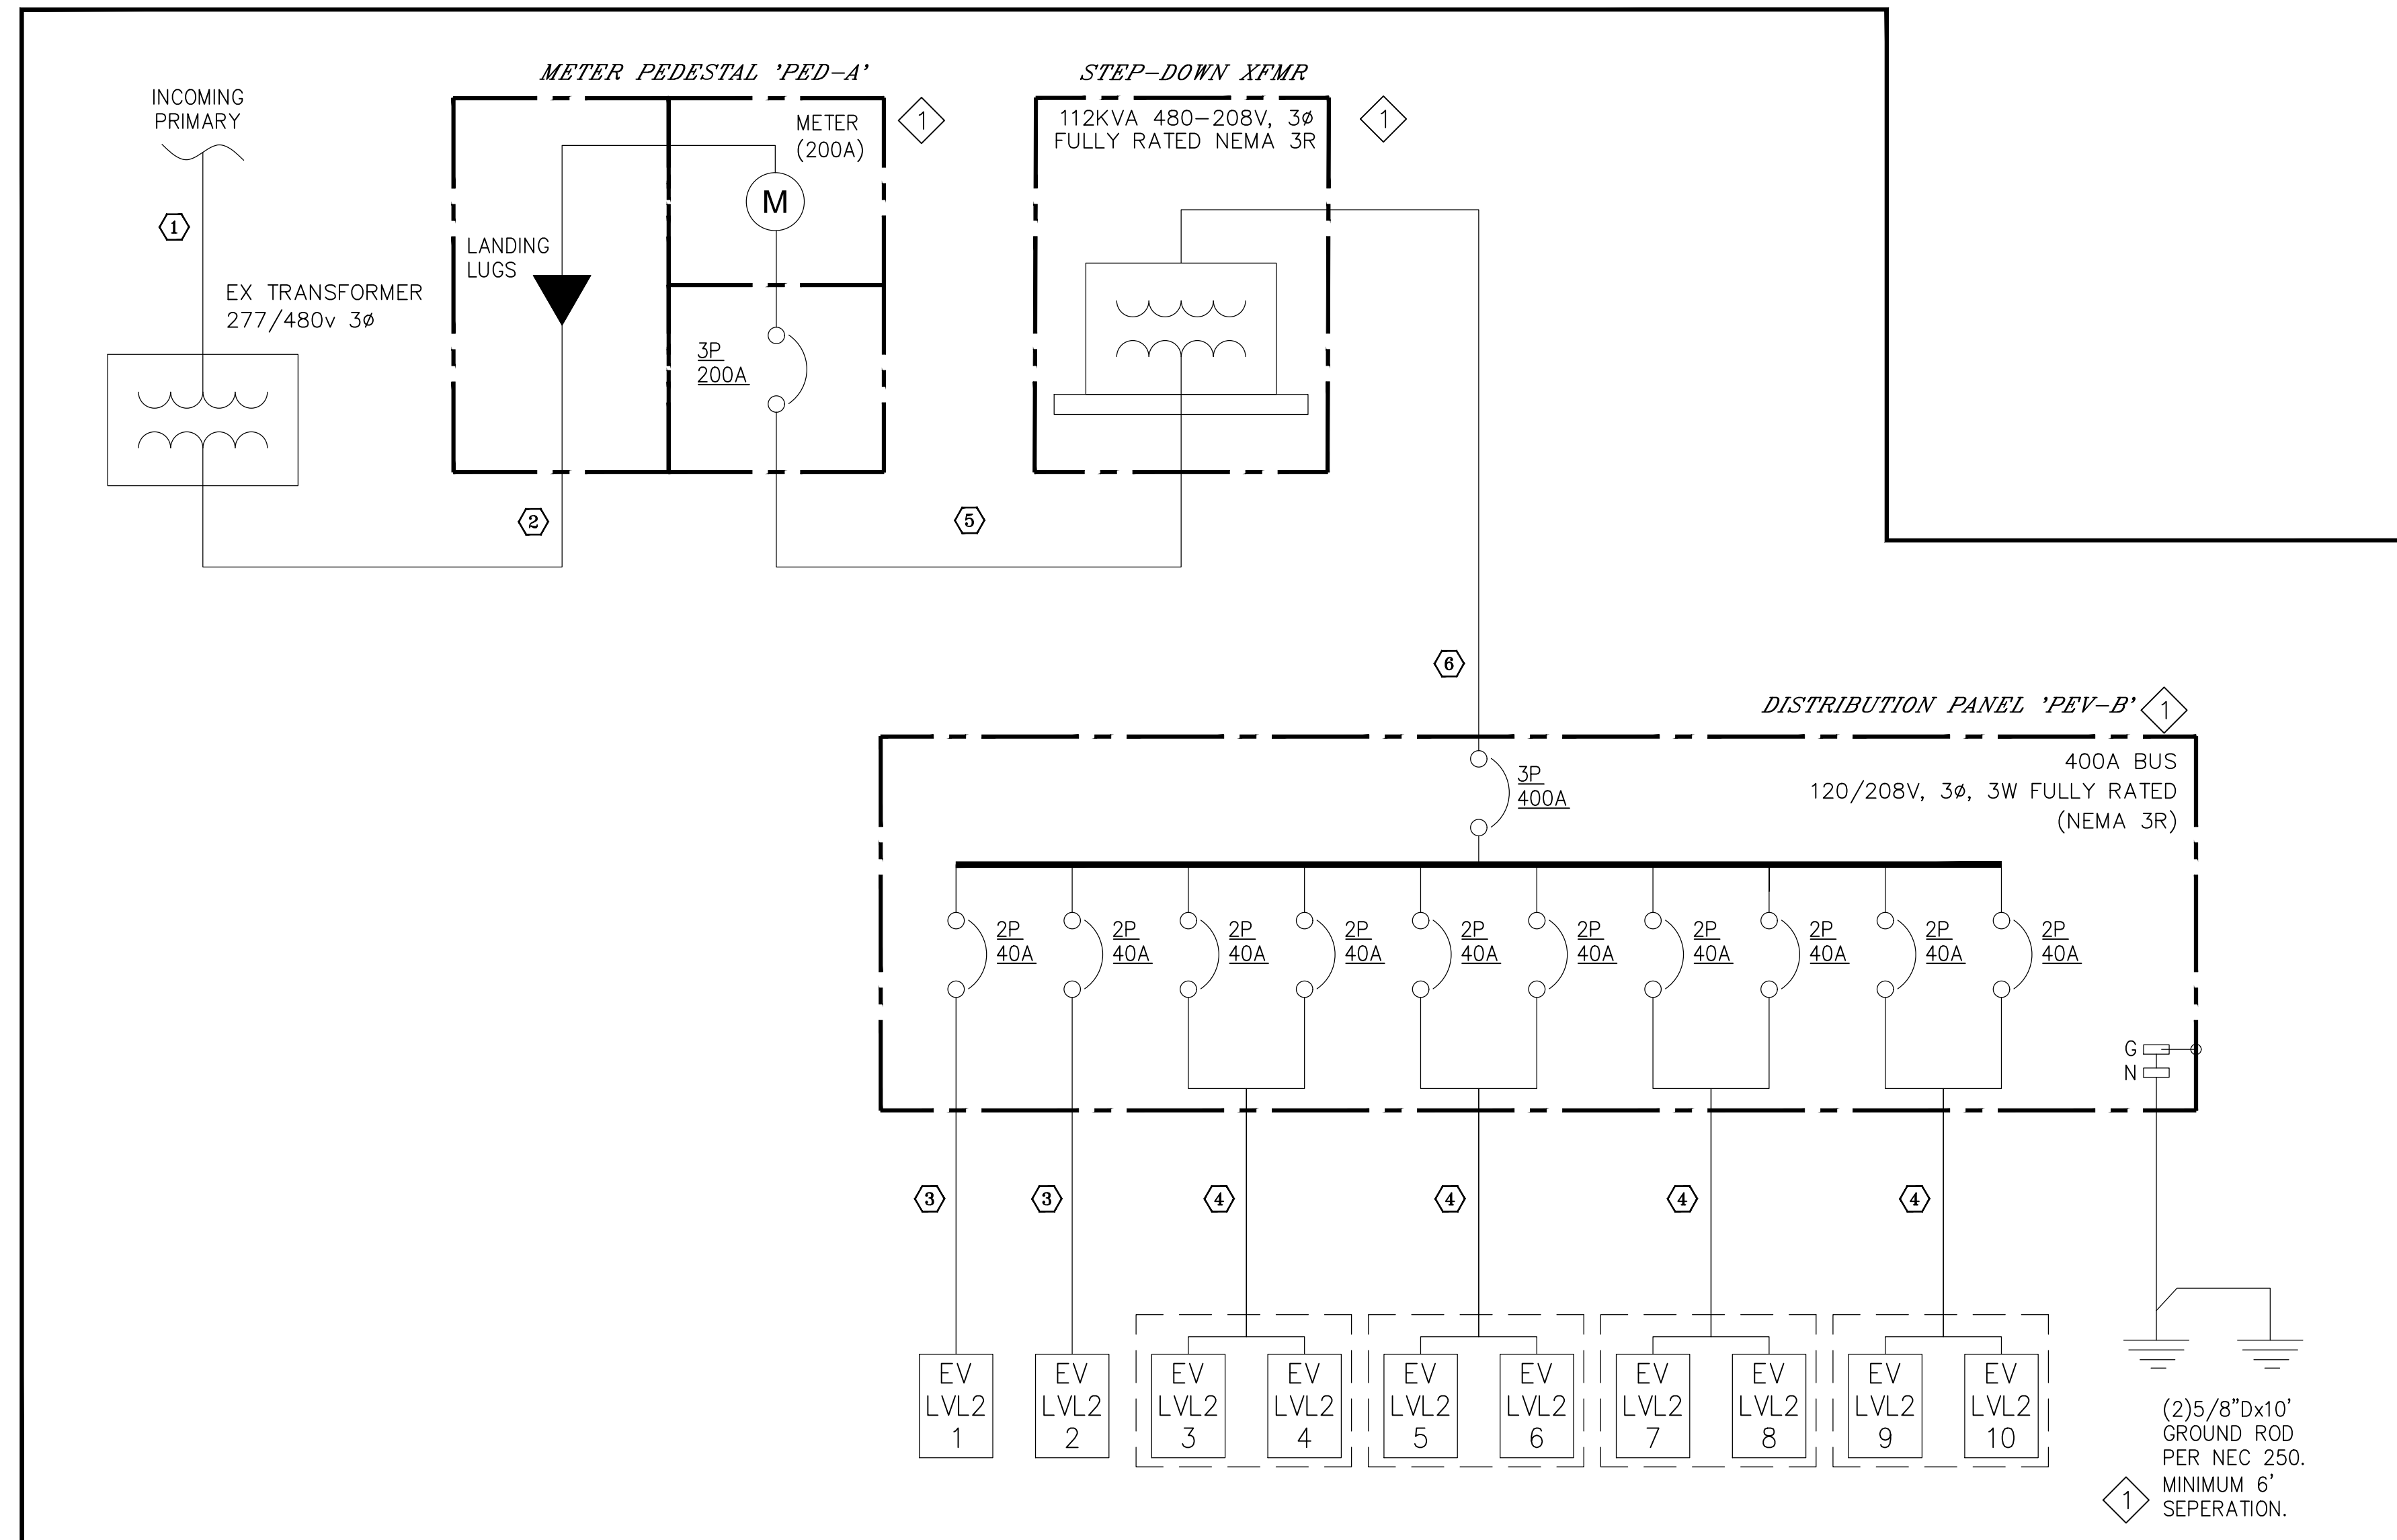 METER PEDESTAL 'PED-A'
STEP-DOWN XFMR
INCOMING
PRIMARY
METER
(200A)
1
112KVA 480-208V, 3ø
FULLY RATED NEMA 3R
1
M
1
LANDING
LUGS
EX TRANSFORMER
277/480v 3ø
3P
200A
2
5
6
DISTRIBUTION PANEL 'PEV-B'
1
400A BUS
120/208V, 3ø, 3W FULLY RATED
(NEMA 3R)
3P
400A
2P
40A
2P
40A
2P
40A
2P
40A
2P
40A
2P
40A
2P
40A
2P
40A
2P
40A
2P
40A
G
N
3
3
4
4
4
4
EV
LVL2
1
EV
LVL2
2
EV
LVL2
3
EV
LVL2
4
EV
LVL2
5
EV
LVL2
6
EV
LVL2
7
EV
LVL2
8
EV
LVL2
9
EV
LVL2
10
(2)5/8"Dx10'
GROUND ROD
PER NEC 250.
1
MINIMUM 6'
SEPERATION.